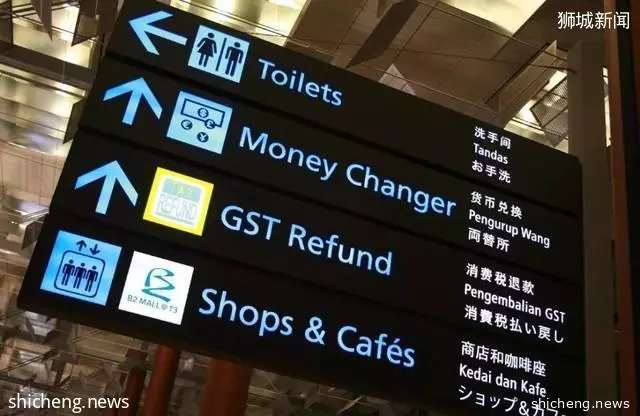 狮城新闻
Toilets
洗手间
Tandas
お手洗
Money Changer
货币兑换
Pengurup Wang
両替所
REFUND
GST Refund
消费税退款
Pengembalian GST
消費税払い戻し
B2 MALL@T3
Shops & Cafés
商店和咖啡座
Kedai dan Kafe
shicheng.news
shicheng.news